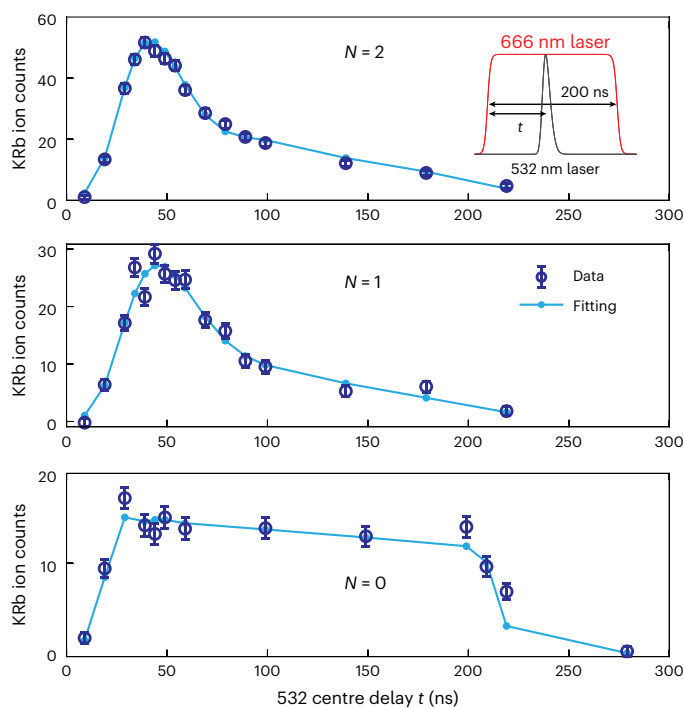 60
40
20
0
KRb ion counts
N = 2
666 nm laser
200 ns
t
532 nm laser
0 50 100 150 200 250 300
30
20
10
0
KRb ion counts
N = 1
Data
Fitting
0 50 100 150 200 250 300
20
10
0
KRb ion counts
N = 0
0 50 100 150 200 250 300
532 centre delay t (ns)